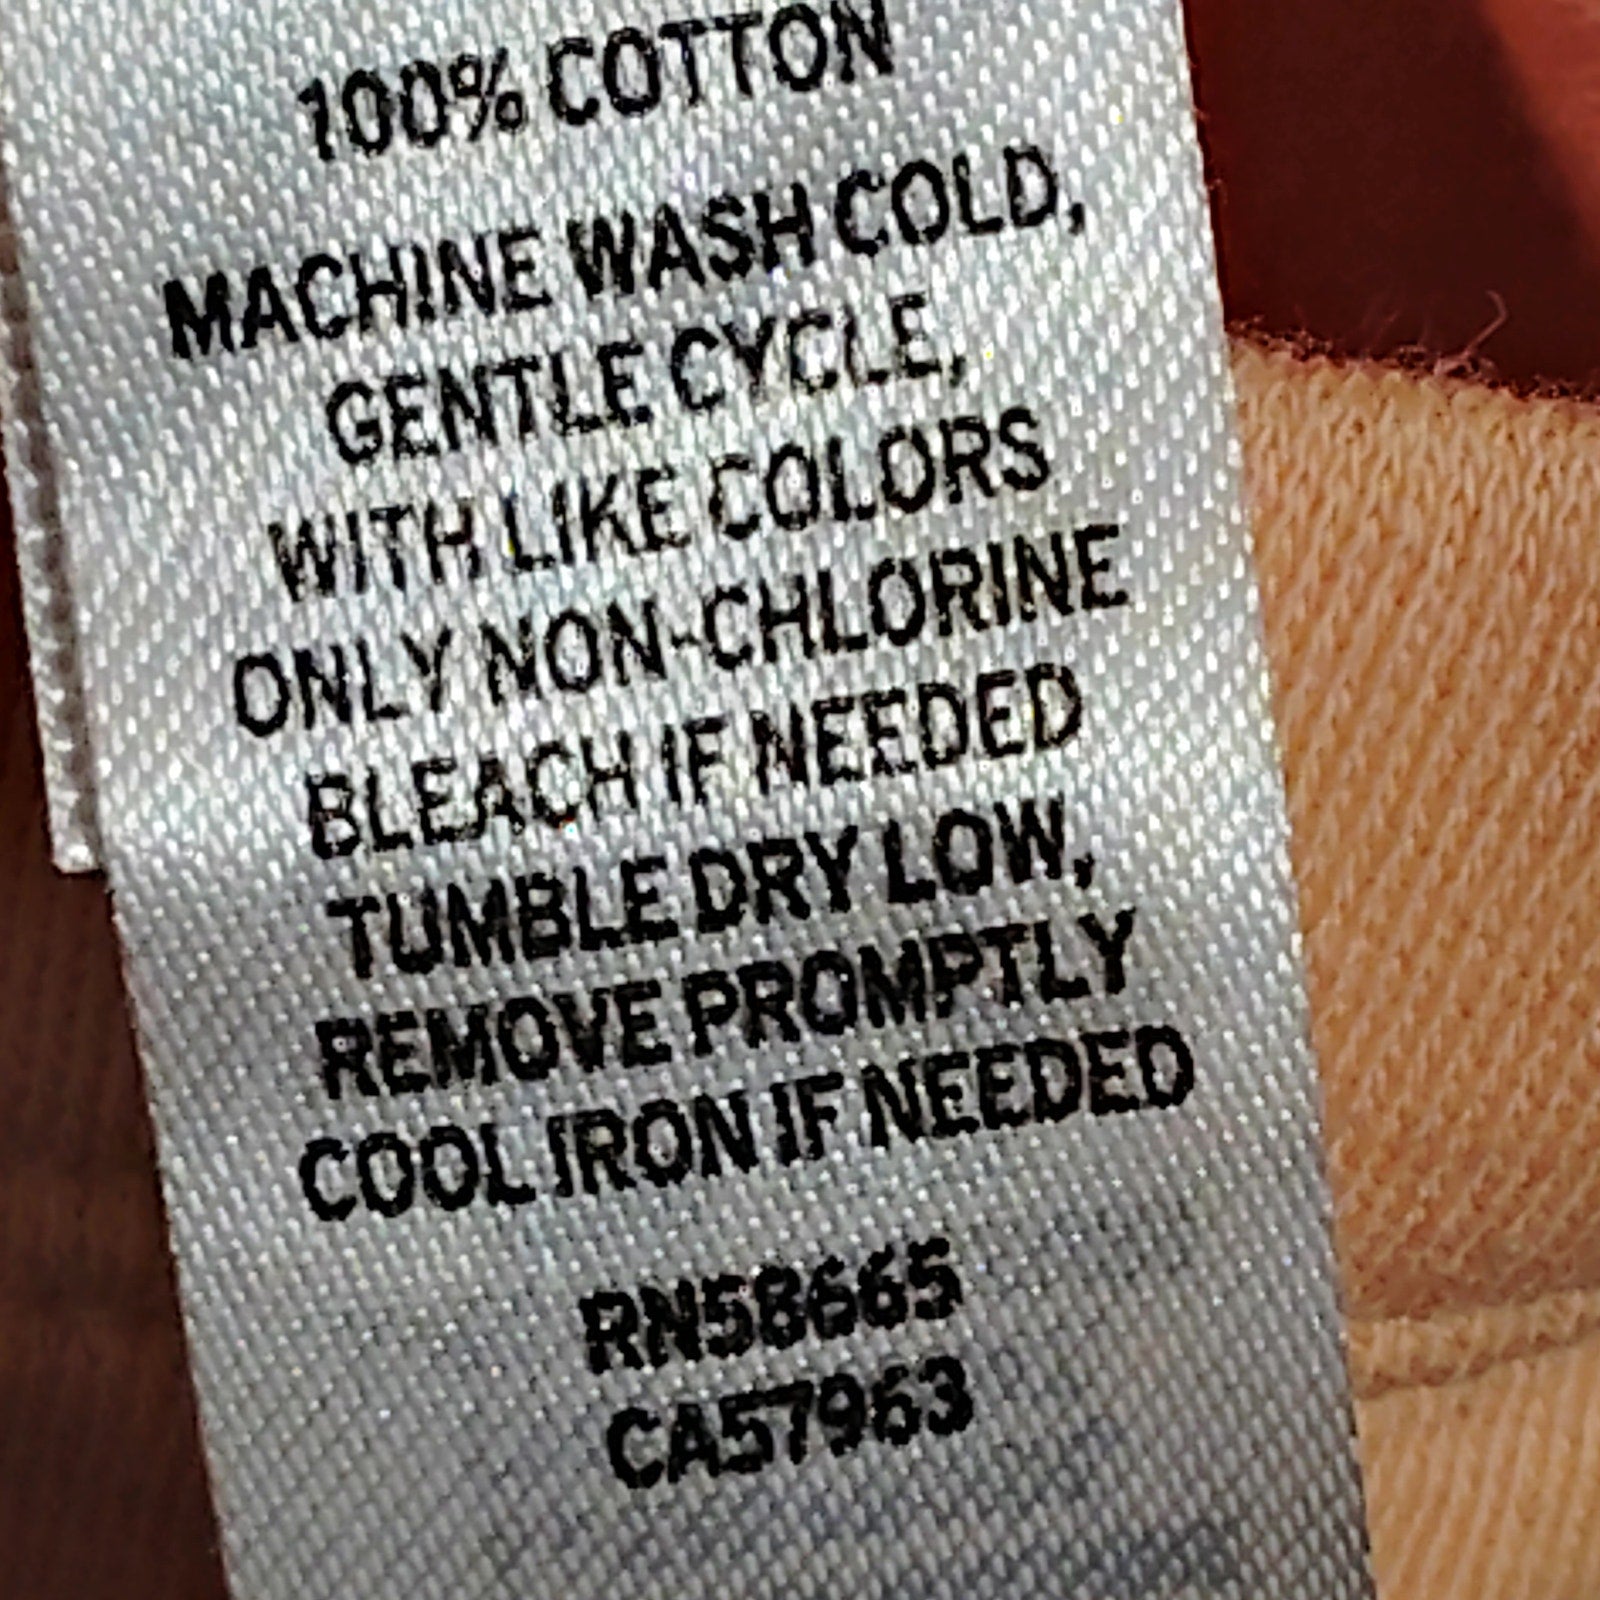 100% COTTON
MACHINE WASH COLD,
GENTLE CYCLE,
WITH LIKE COLORS
ONLY NON-CHLORINE
BLEACH IF NEEDED
TUMBLE DRY LOW,
REMOVE PROMPTLY
COOL IRON IF NEEDED
RN58665
CA57963